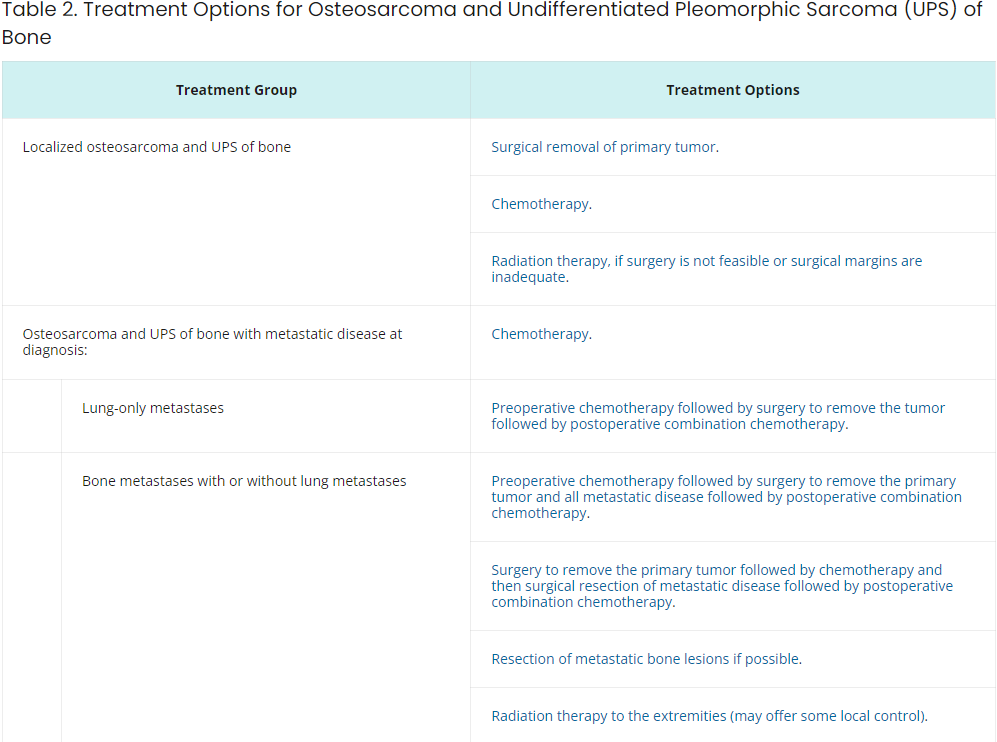 Table 2. Treatment Options for Osteosarcoma and Undifferentiated Pleomorphic Sarcoma (UPS) of
Bone
Treatment Group
Treatment Options
Localized osteosarcoma and UPS of bone
Surgical removal of primary tumor.
Chemotherapy.
Radiation therapy, if surgery is not feasible or surgical margins are
inadequate.
Osteosarcoma and UPS of bone with metastatic disease at
diagnosis:
Chemotherapy.
Lung-only metastases
Preoperative chemotherapy followed by surgery to remove the tumor
followed by postoperative combination chemotherapy.
Bone metastases with or without lung metastases
Preoperative chemotherapy followed by surgery to remove the primary
tumor and all metastatic disease followed by postoperative combination
chemotherapy.
Surgery to remove the primary tumor followed by chemotherapy and
then surgical resection of metastatic disease followed by postoperative
combination chemotherapy.
Resection of metastatic bone lesions if possible.
Radiation therapy to the extremities (may offer some local control).